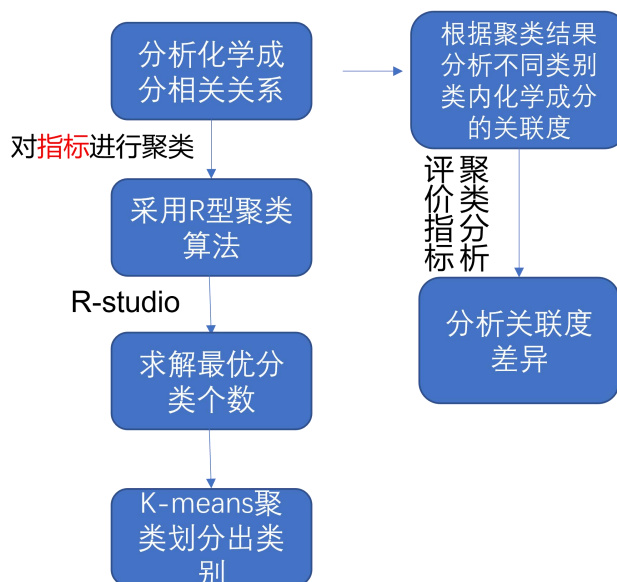 分析化学成
分相关关系
对指标进行聚类
采用R型聚类
算法
R-studio
求解最优分
类个数
K-means聚
类划分出类
别
根据聚类结果
分析不同类别
类内化学成分
的关联度
聚类分析
评价指标
分析关联度
差异